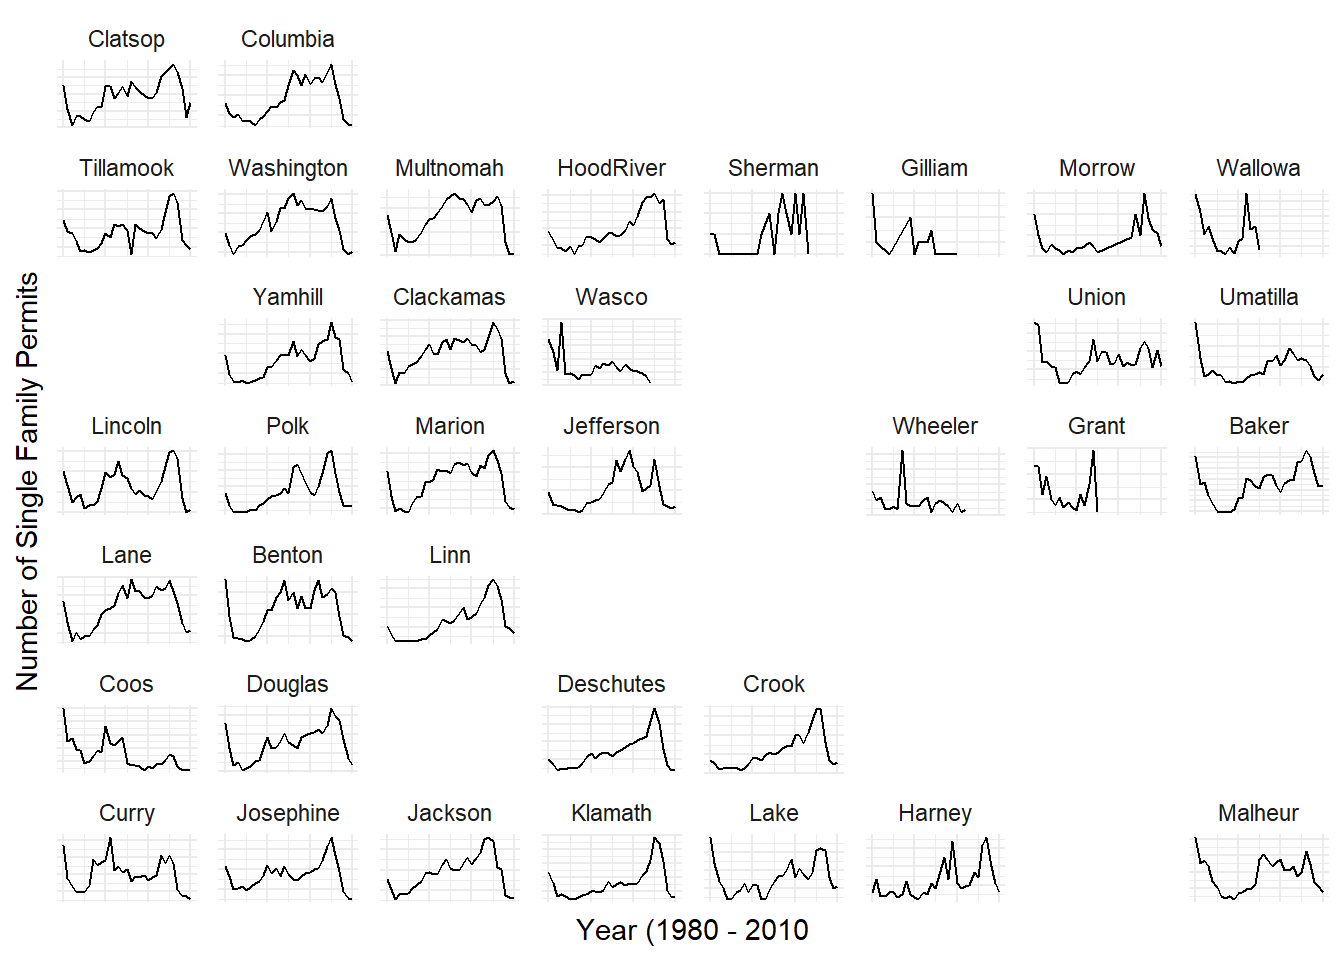 Clatsop Columbia
Tillamook Washington Multnomah HoodRiver Sherman Gilliam Morrow Wallowa
Yamhill Clackamas Wasco Union Umatilla
Lincoln Polk Marion Jefferson Wheeler Grant Baker
Lane Benton Linn
Coos Douglas Deschutes Crook
Curry Josephine Jackson Klamath Lake Harney Malheur
Number of Single Family Permits
Year (1980 - 2010